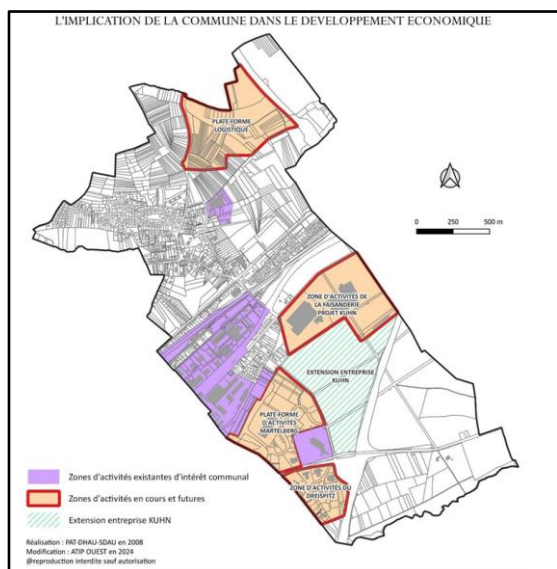 L'IMPLICATION DE LA COMMUNE DANS LE DEVELOPPEMENT ECONOMIQUE
PLATE-FORME
LOGISTIQUE
0 250 500 m
ZONE D'ACTIVITÉS DE
LA FAISANDERIE
PROJET KUHN
EXTENSION ENTREPRISE
KUHN
PLATE-FORME
D'ACTIVITÉS
MARTELBERG
ZONE D'ACTIVITÉS DU
DREISPITZ
Zones d'activités existantes d'intérêt communal
Zones d'activités en cours et futures
Extension entreprise KUHN
Réalisation : PAT-DHAU-SDAU en 2008
Modification : ATIP OUEST en 2024
@reproduction interdite sauf autorisation